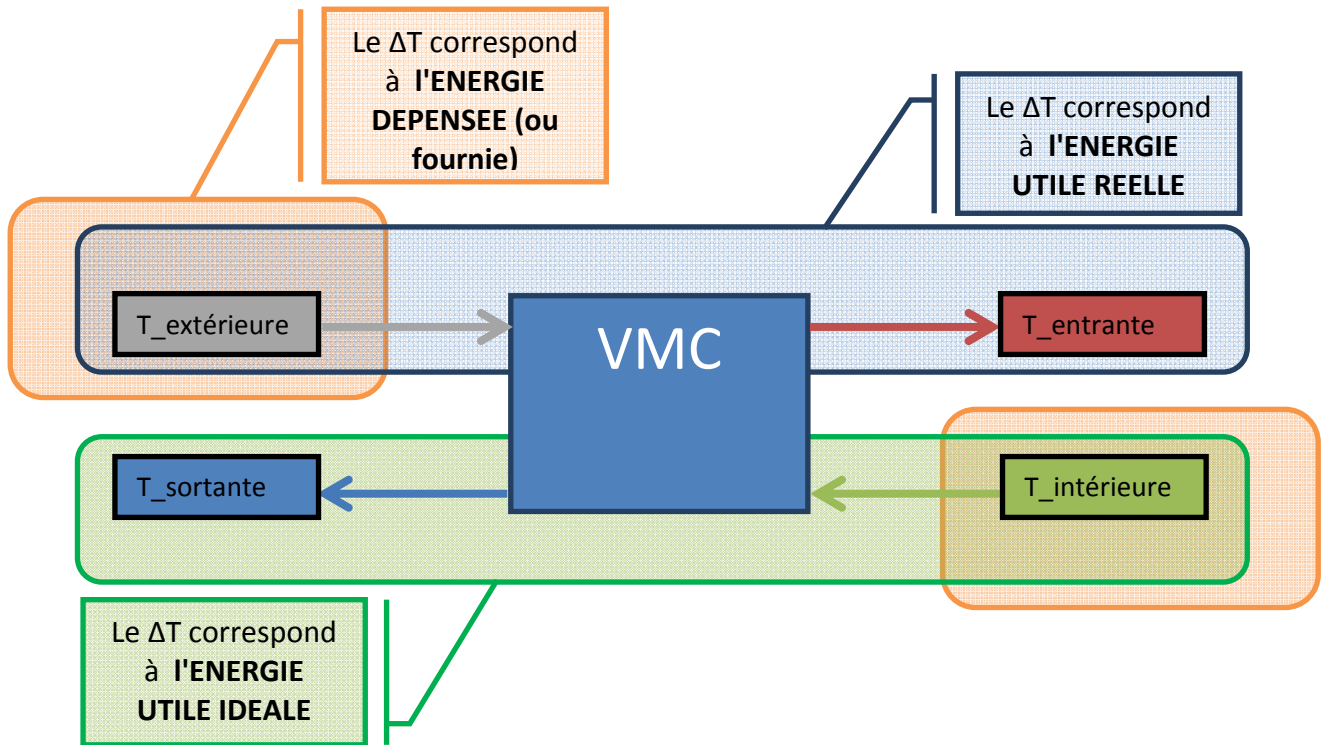 Le ΔT correspond
à l'ENERGIE
DEPENSEE (ou
fournie)
Le ΔT correspond
à l'ENERGIE
UTILE REELLE
T_extérieure
VMC
T_entrante
T_sortante
T_intérieure
Le ΔT correspond
à l'ENERGIE
UTILE IDEALE